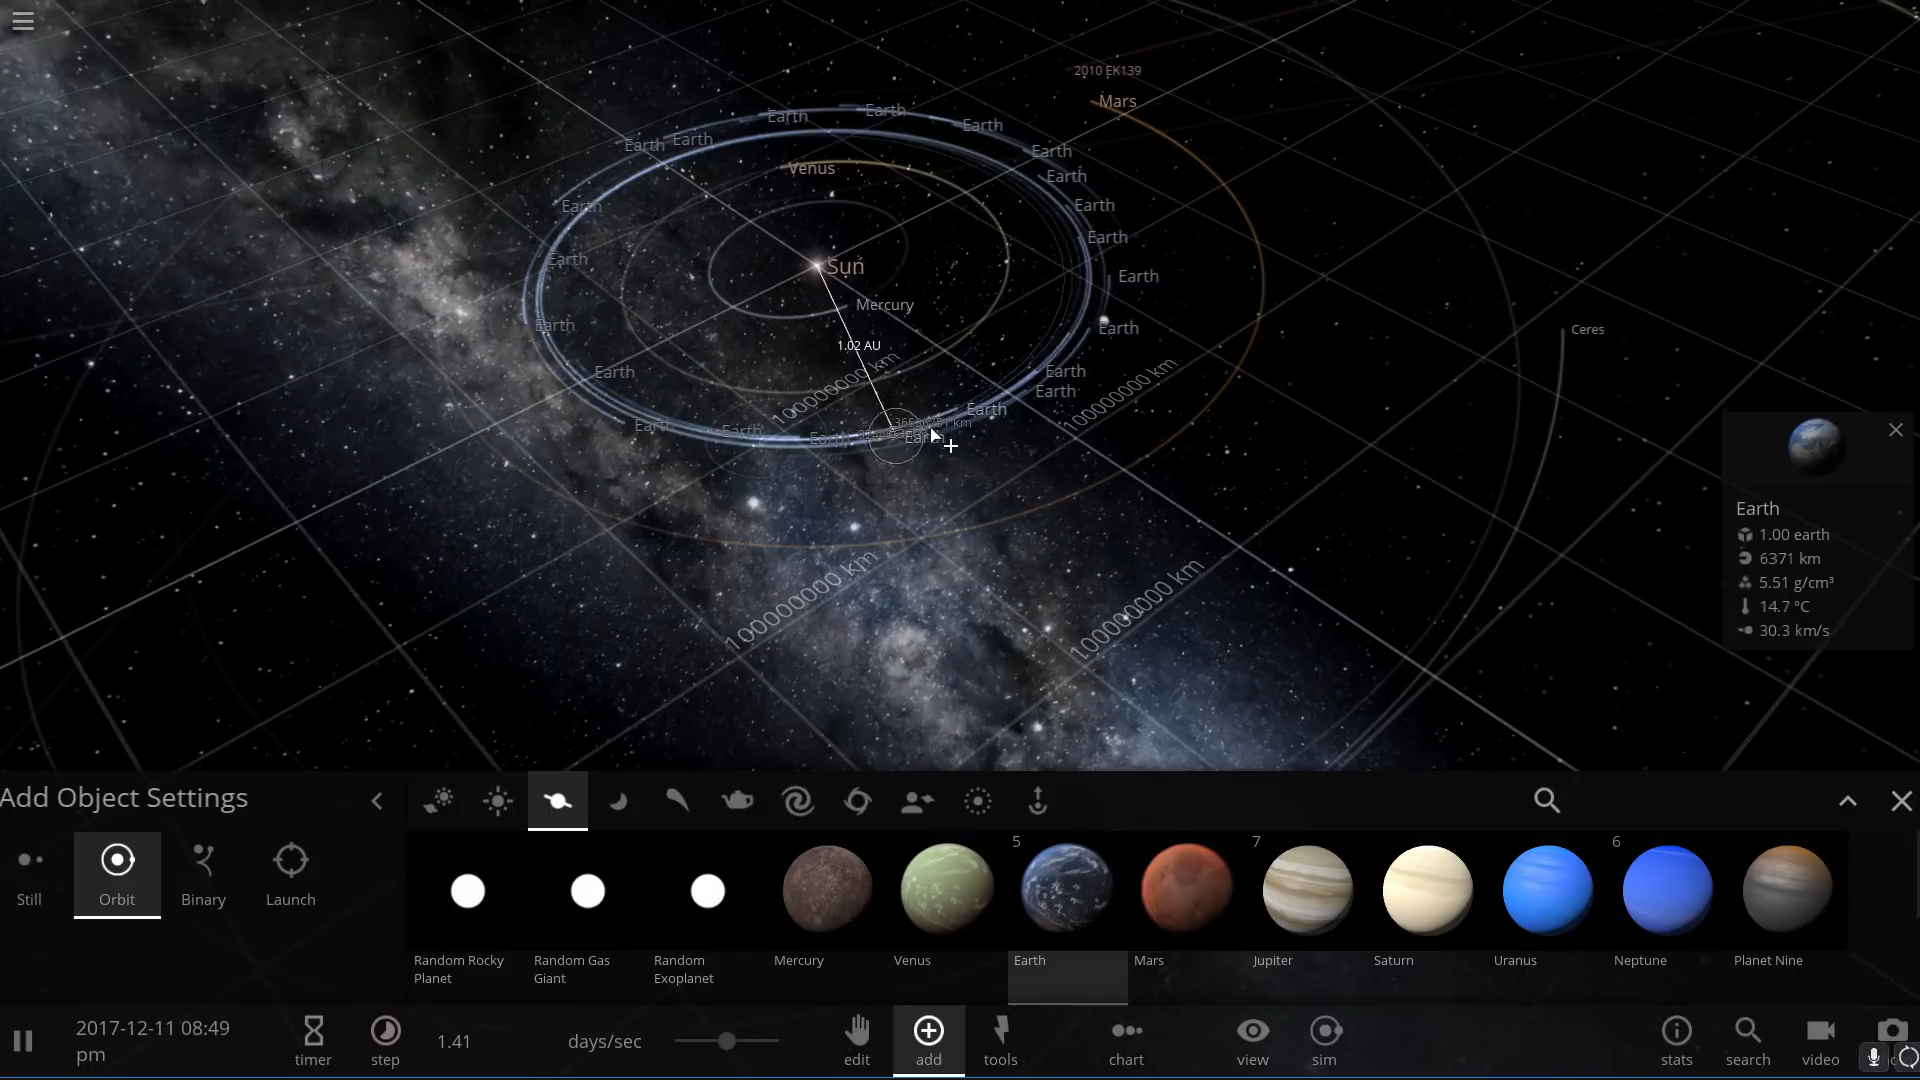 2010 EK139
Mars
Earth
Earth
Earth
Earth
Earth
Earth
Venus
Earth
Earth
Earth
Earth
Earth
Sun
Earth
Mercury
Earth
Earth
Ceres
1.02 AU
100000000 km
100000000 km
Earth
Earth
Earth
Earth
Earth
Earth
Earth
Earth
100000000 km
100000000 km
Earth
1.00 earth
6371 km
5.51 g/cm³
14.7 °C
30.3 km/s
Add Object Settings
Still
Orbit
Binary
Launch
5
7
6
Random Rocky
Planet
Random Gas
Giant
Random
Exoplanet
Mercury
Venus
Earth
Mars
Jupiter
Saturn
Uranus
Neptune
Planet Nine
2017-12-11 08:49
pm
timer
step
1.41
days/sec
edit
add
tools
chart
view
sim
stats
search
video